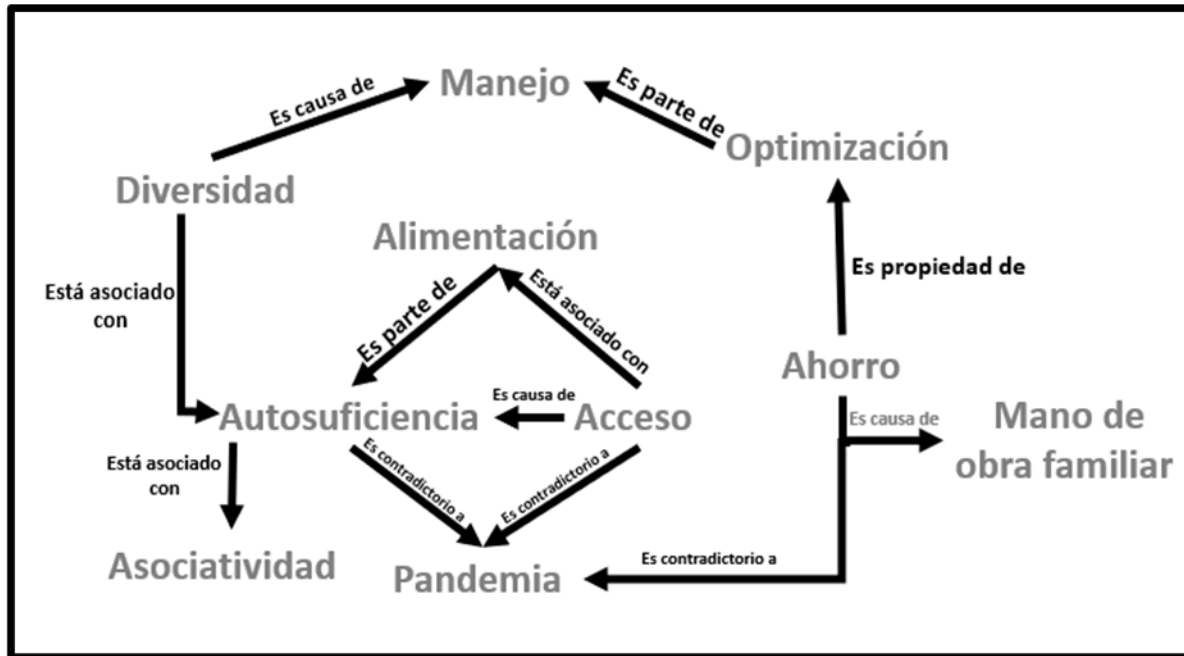 Manejo
Es causa de
Es parte de
Optimización
Diversidad
Alimentación
Está asociado
con
Es parte de
Está asociado con
Es propiedad de
Ahorro
Autosuficiencia
Es causa de
Acceso
Es causa de
Mano de
obra familiar
Está asociado
con
Es contradictorio a
Es contradictorio a
Asociatividad
Pandemia
Es contradictorio a